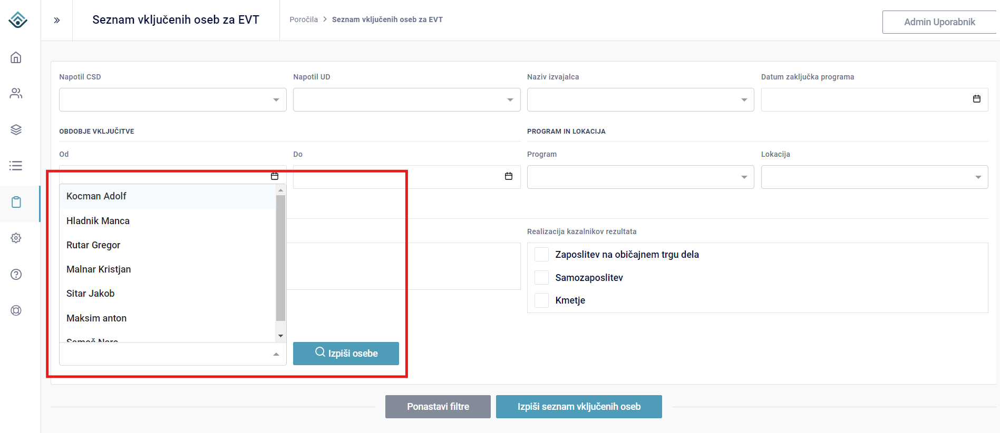 Seznam vključenih oseb za EVT
Poročila > Seznam vključenih oseb za EVT
Admin Uporabnik
Napotil CSD
Napotil UD
Naziv izvajalca
Datum zaključka programa
OBDOBJE VKLJUČITVE
PROGRAM IN LOKACIJA
Od
Do
Program
Lokacija
Kocman Adolf
Hladnik Manca
Rutar Gregor
Malnar Kristjan
Sitar Jakob
Maksim anton
Realizacija kazalnikov rezultata
Zaposlitev na običajnem trgu dela
Samozaposlitev
Kmetje
Izpiši osebe
Ponastavi filtre
Izpiši seznam vključenih oseb